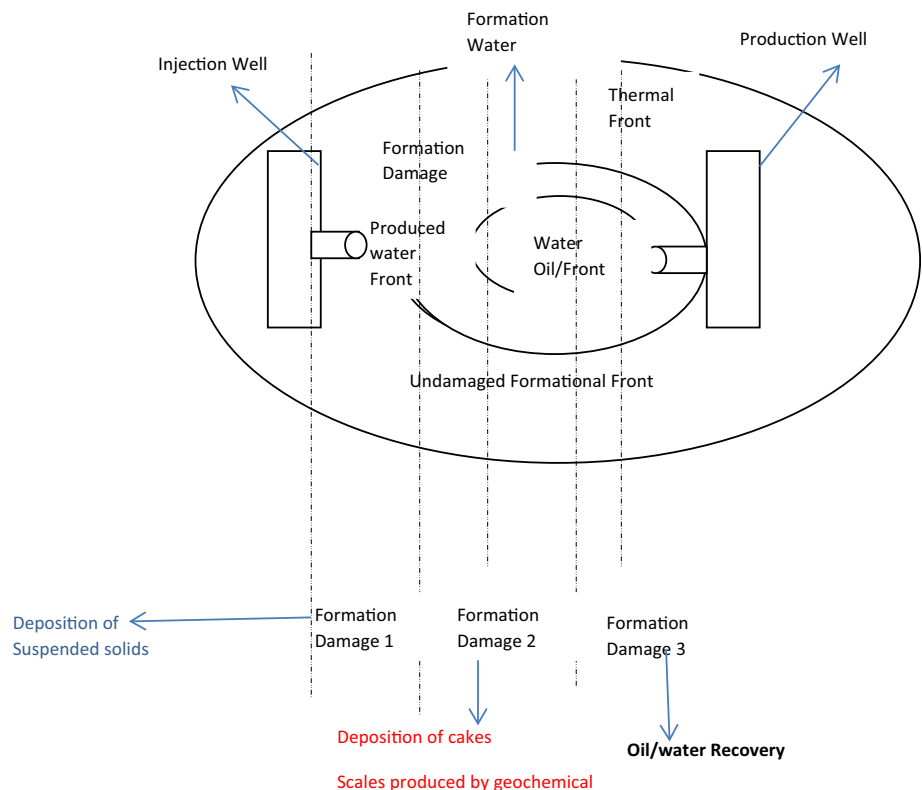 Formation
Water
Production Well
Injection Well
Thermal
Front
Formation
Damage
Produced
water
Front
Water
Oil/Front
Undamaged Formational Front
Deposition of
Suspended solids
Formation
Damage 1
Formation
Damage 2
Formation
Damage 3
Deposition of cakes
Scales produced by geochemical
Oil/water Recovery